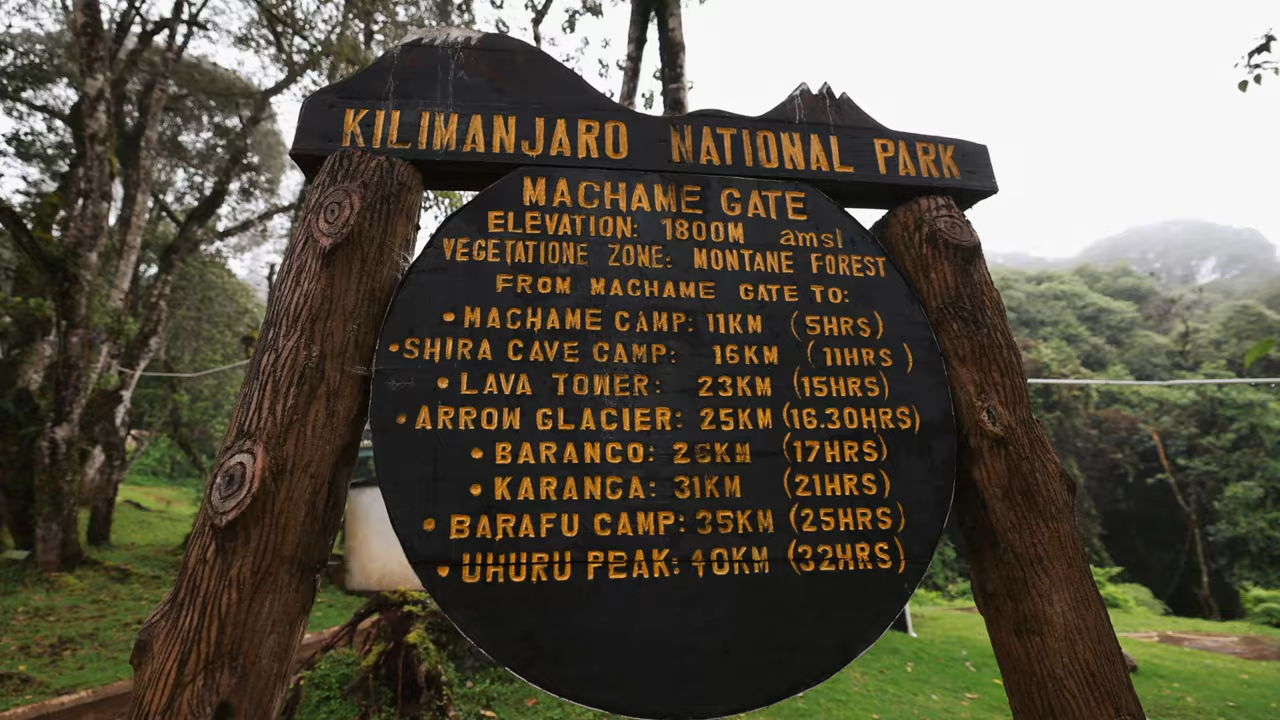 KILIMANJARO NATIONAL PARK
MACHAME GATE
ELEVATION: 1800M amsl
VEGETATIONE ZONE: MONTANE FOREST
FROM MACHAME GATE TO:
• MACHAME CAMP: 11KM (5HRS)
• SHIRA CAVE CAMP: 16KM (11HRS)
• LAVA TOWER: 23KM (15HRS)
• ARROW GLACIER: 25KM (16.30HRS)
• BARANCO: 26KM (17HRS)
• KARANGA: 31KM (21HRS)
• BARAFU CAMP: 35KM (25HRS)
• UHURU PEAK: 40KM (32HRS)